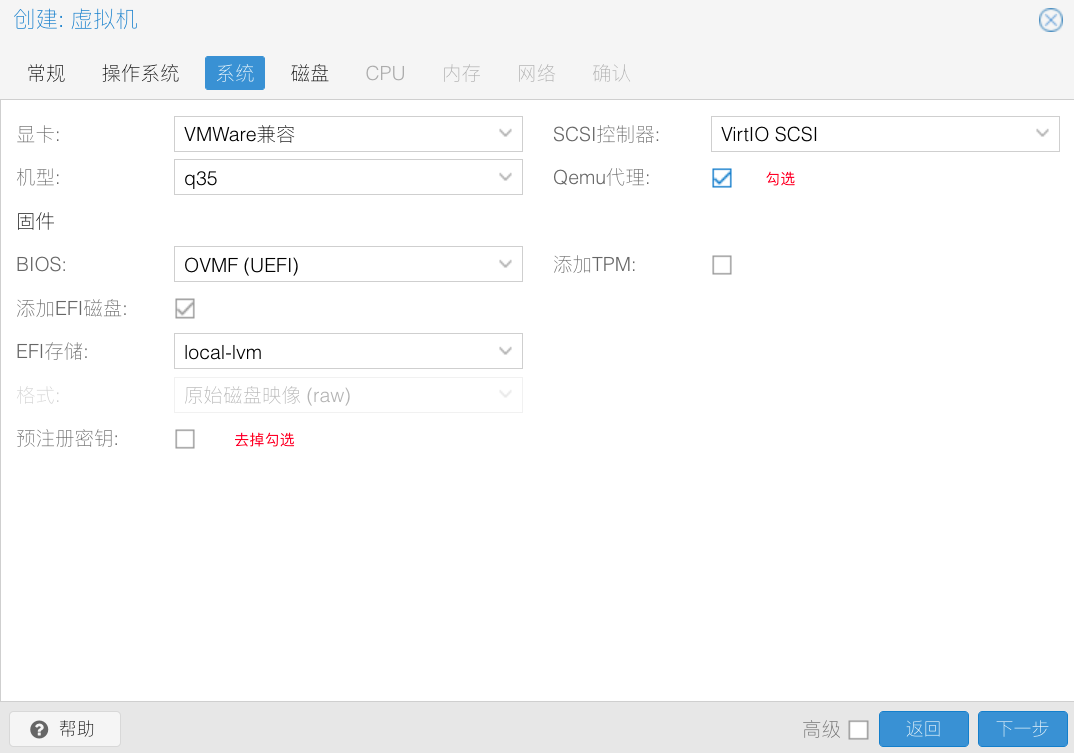 创建: 虚拟机
常规 操作系统 系统 磁盘 CPU 内存 网络 确认
显卡: VMWare兼容 SCSI控制器: VirtIO SCSI
机型: q35 Qemu代理: 勾选
固件
BIOS: OVMF (UEFI) 添加TPM:
添加EFI磁盘:
EFI存储: local-lvm
格式: 原始磁盘映像 (raw)
预注册密钥: 去掉勾选
? 帮助 高级 返回 下一步